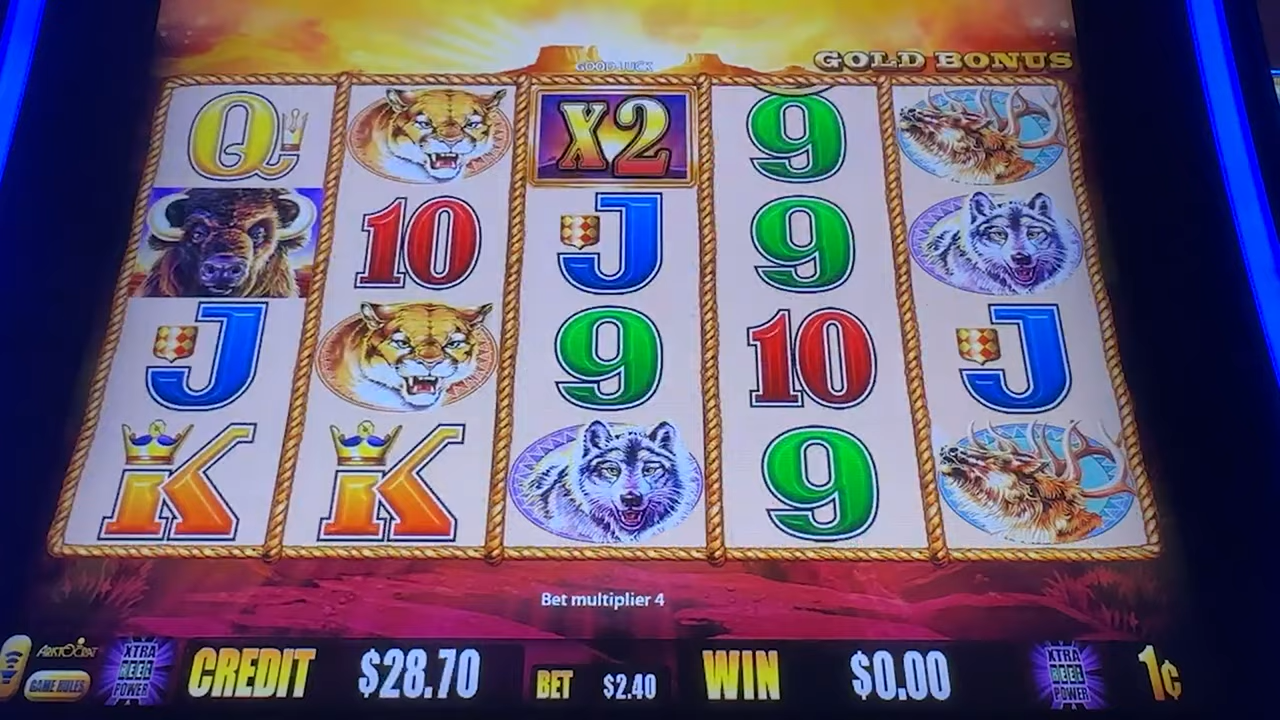 GOOD LUCK
GOLD BONUS
Q X2 9
10 J 9
J 9 10 J
K K 9
Bet multiplier 4
ARISTOCRAT
GAME RULES
XTRA
REEL
POWER
CREDIT $28.70 BET $2.40 WIN $0.00
XTRA
REEL
POWER
1¢